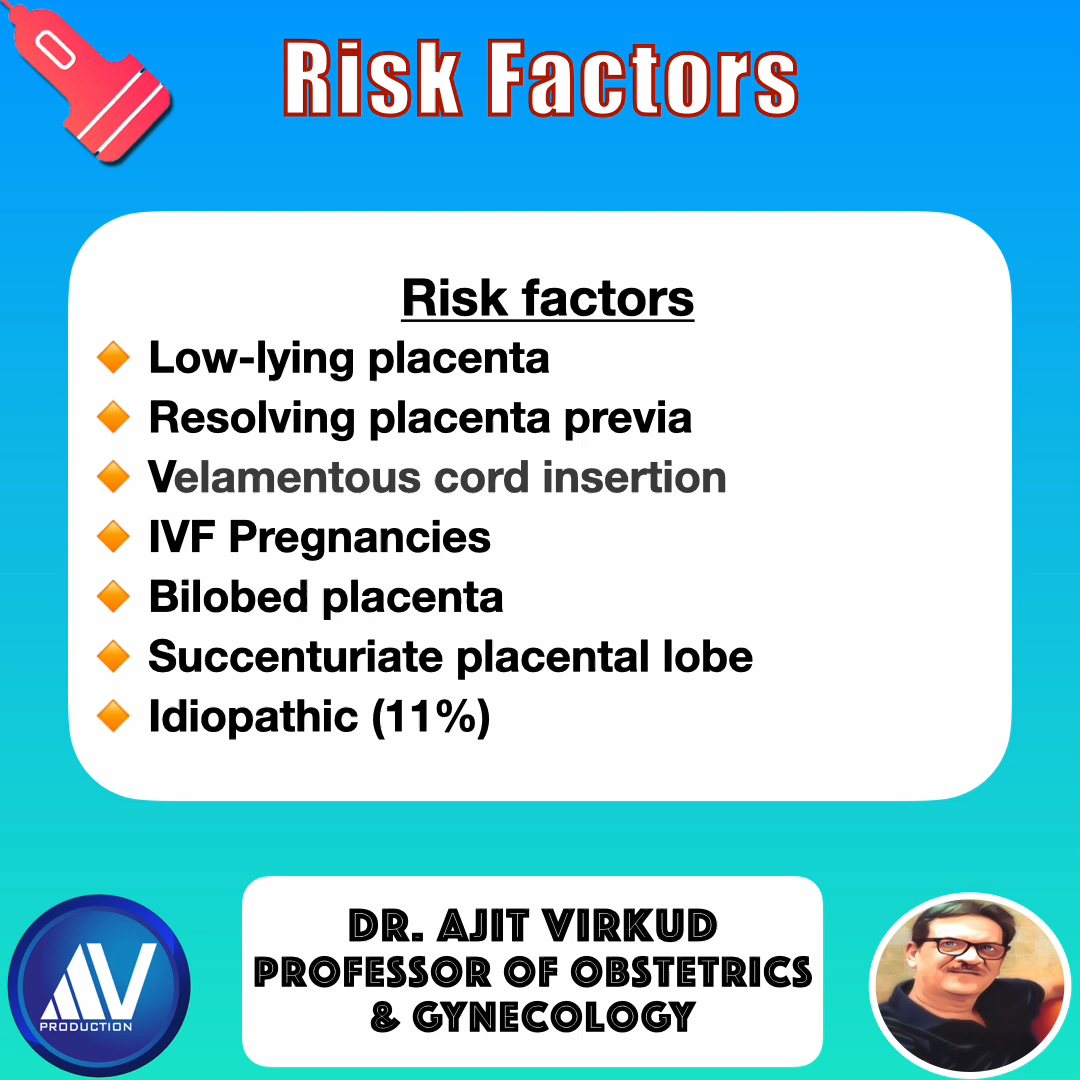 Risk Factors
Risk factors
🔸 Low-lying placenta
🔸 Resolving placenta previa
🔸 Velamentous cord insertion
🔸 IVF Pregnancies
🔸 Bilobed placenta
🔸 Succenturiate placental lobe
🔸 Idiopathic (11%)
DR. AJIT VIRKUD
PROFESSOR OF OBSTETRICS
& GYNECOLOGY
AV
PRODUCTION